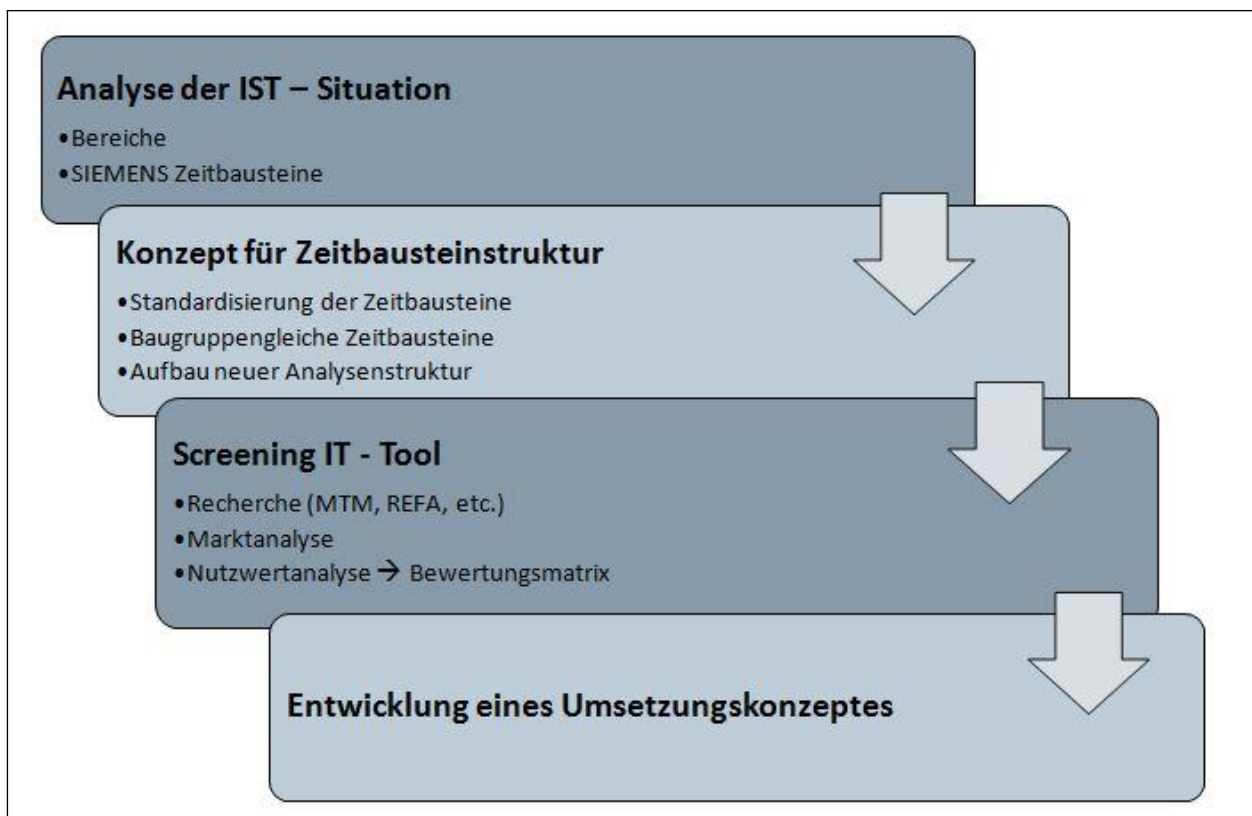 Analyse der IST – Situation
•Bereiche
•SIEMENS Zeitbausteine
Konzept für Zeitbausteinstruktur
•Standardisierung der Zeitbausteine
•Baugruppengleiche Zeitbausteine
•Aufbau neuer Analysenstruktur
Screening IT - Tool
•Recherche (MTM, REFA, etc.)
•Marktanalyse
•Nutzwertanalyse → Bewertungsmatrix
Entwicklung eines Umsetzungskonzeptes